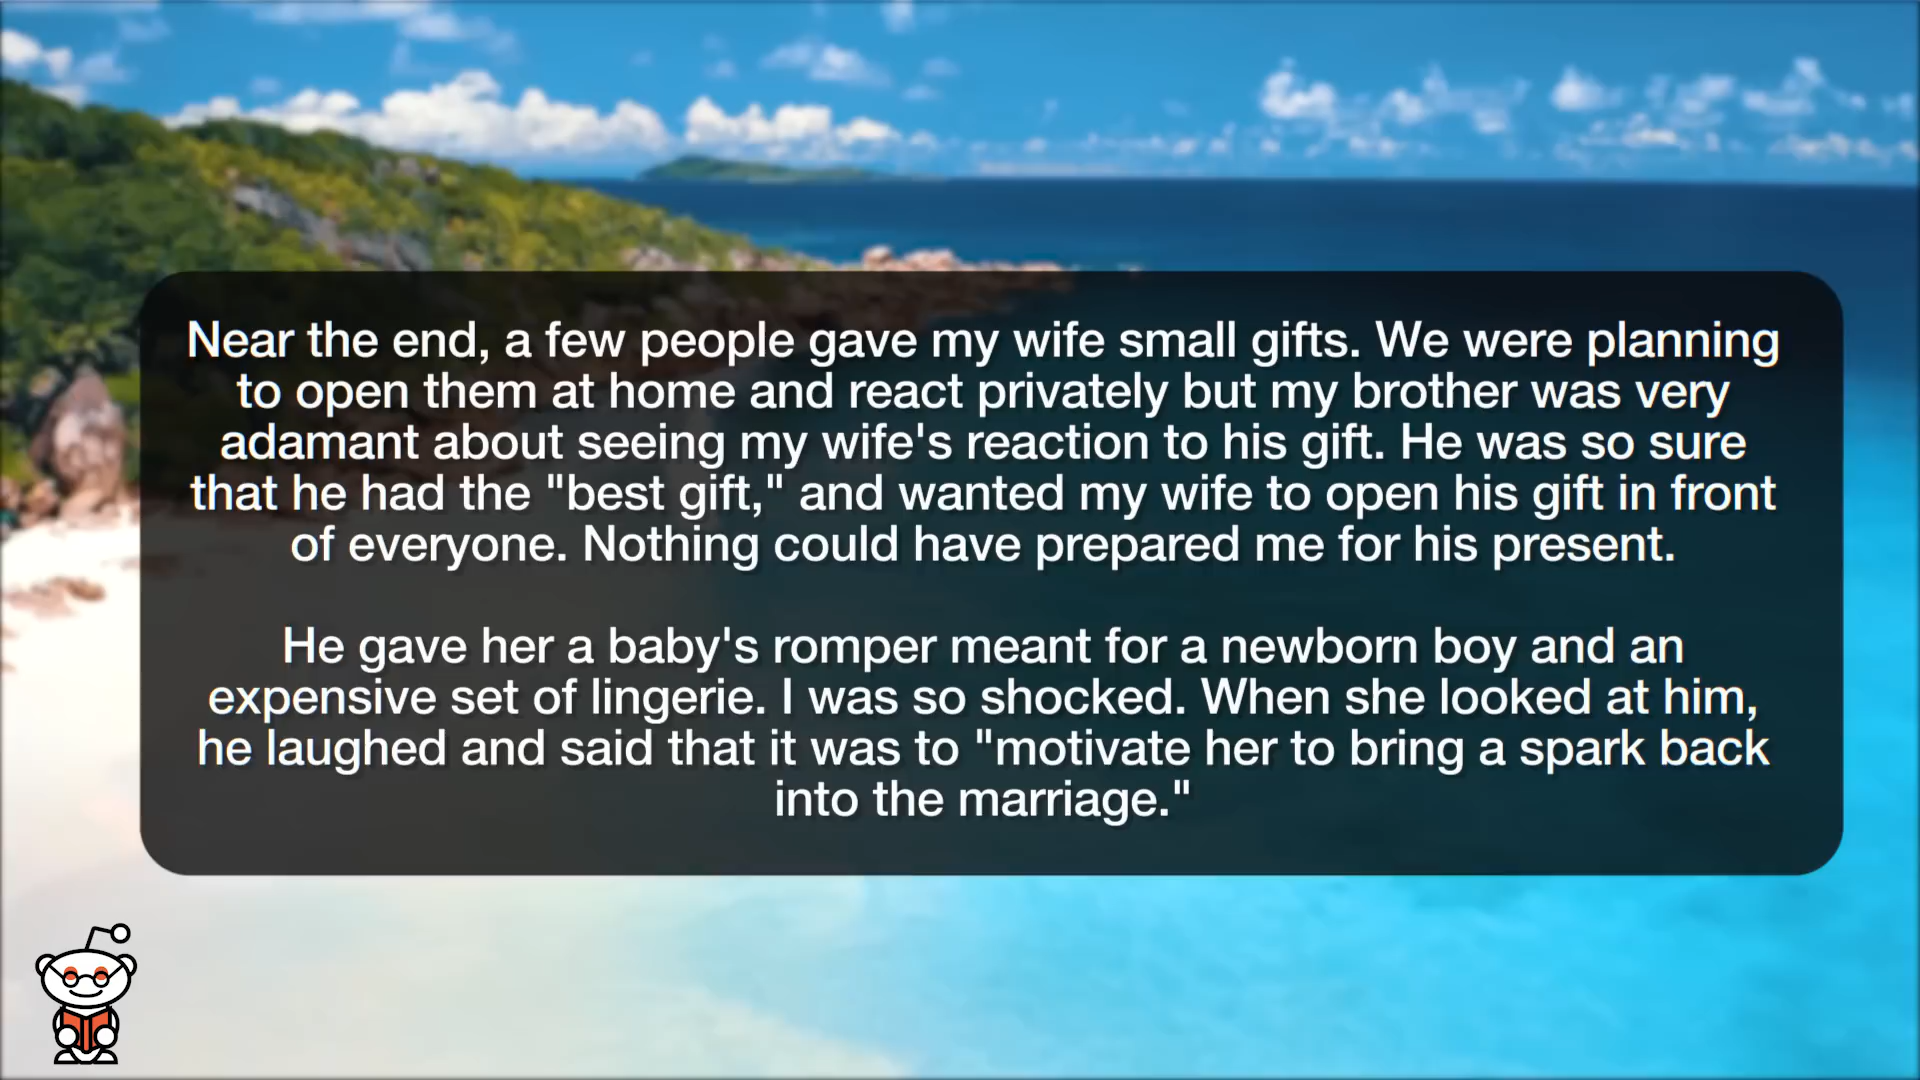 Near the end, a few people gave my wife small gifts. We were planning
to open them at home and react privately but my brother was very
adamant about seeing my wife's reaction to his gift. He was so sure
that he had the "best gift," and wanted my wife to open his gift in front
of everyone. Nothing could have prepared me for his present.
He gave her a baby's romper meant for a newborn boy and an
expensive set of lingerie. I was so shocked. When she looked at him,
he laughed and said that it was to "motivate her to bring a spark back
into the marriage."